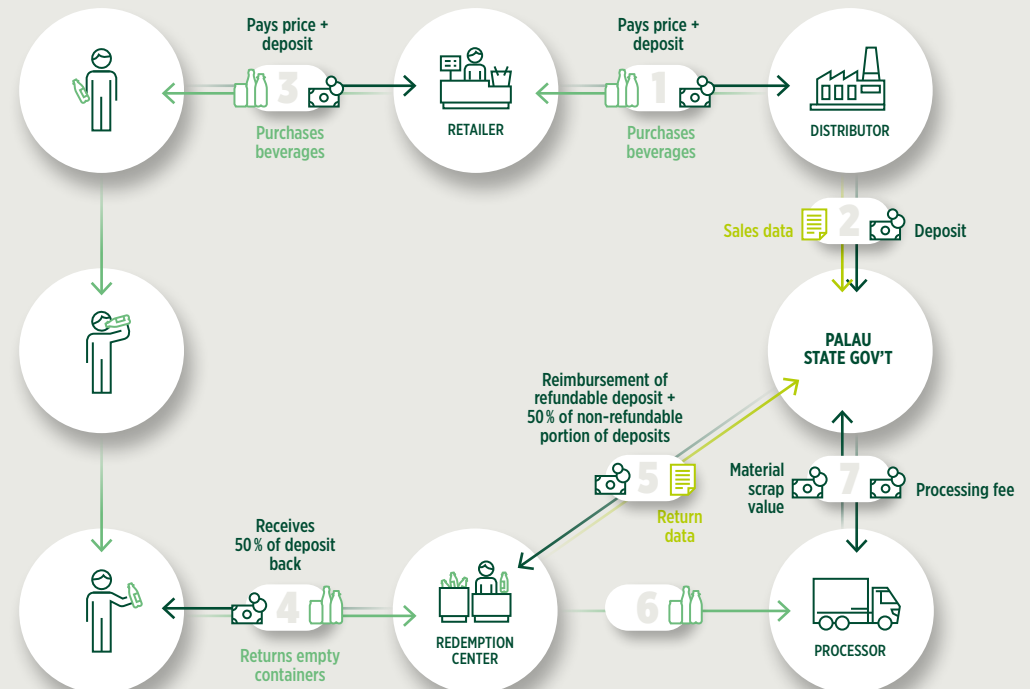 Pays price +
deposit
3
Purchases
beverages
RETAILER
Pays price +
deposit
1
Purchases
beverages
DISTRIBUTOR
Sales data
2
Deposit
PALAU
STATE GOV'T
Reimbursement of
refundable deposit +
50 % of non-refundable
portion of deposits
5
Return
data
Material
scrap
value
7
Processing fee
Receives
50 % of deposit
back
4
Returns empty
containers
REDEMPTION
CENTER
6
PROCESSOR